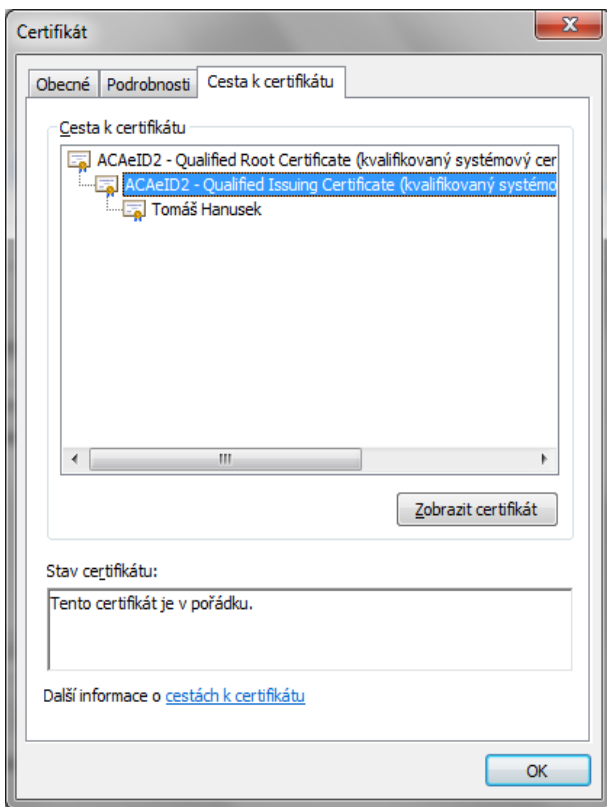 Certifikát
Obecné Podrobnosti Cesta k certifikátu
Cesta k certifikátu
ACAeID2 - Qualified Root Certificate (kvalifikovaný systémový cer
ACAeID2 - Qualified Issuing Certificate (kvalifikovaný systémo
Tomáš Hanusek
Zobrazit certifikát
Stav certifikátu:
Tento certifikát je v pořádku.
Další informace o cestách k certifikátu
OK